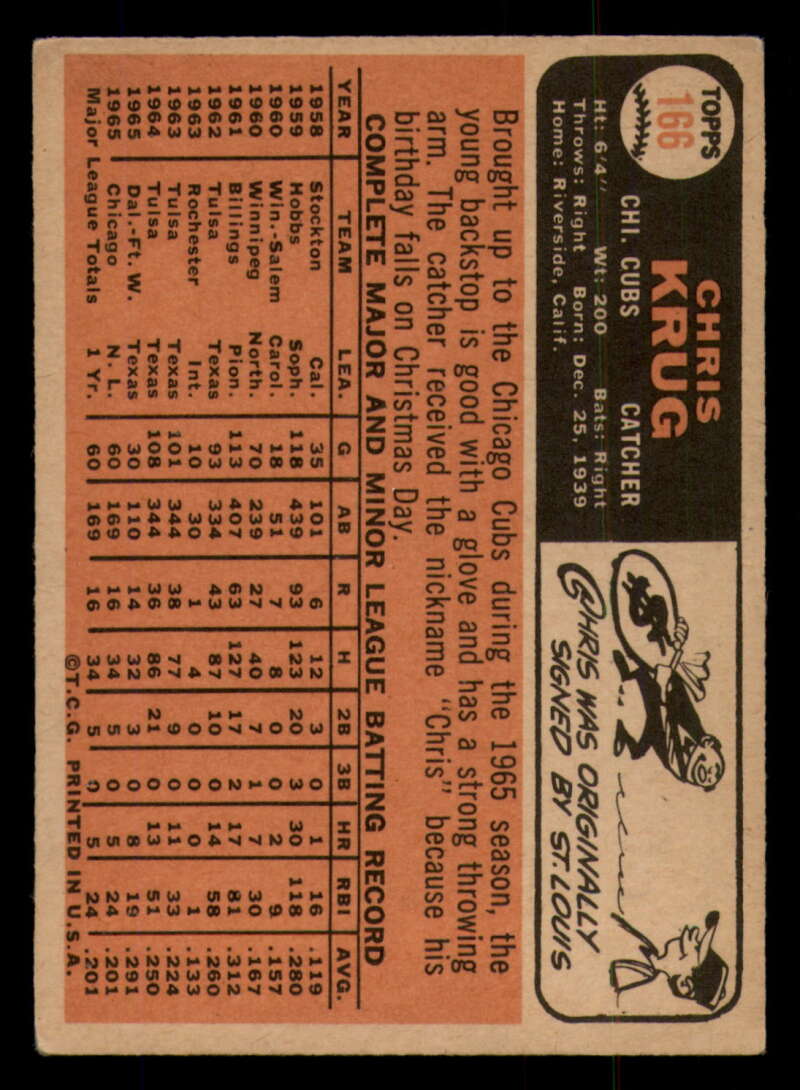 TOPPS
166
CHRIS
KRUG
CHI. CUBS CATCHER
Ht: 6'4" Wt: 200 Bats: Right
Throws: Right Born: Dec. 25, 1939
Home: Riverside, Calif.
CHRIS WAS ORIGINALLY
SIGNED BY ST. LOUIS
Brought up to the Chicago Cubs during the 1965 season, the
young backstop is good with a glove and has a strong throwing
arm. The catcher received the nickname "Chris" because his
birthday falls on Christmas Day.
COMPLETE MAJOR AND MINOR LEAGUE BATTING RECORD
YEAR TEAM LEA. G AB R H 2B 3B HR RBI AVG.
1958 Stockton Cal. 35 101 6 12 3 0 1 16 .119
1959 Hobbs Soph. 118 439 93 123 20 3 30 118 .280
1960 Win.-Salem Carol. 18 51 7 8 0 0 2 9 .157
1960 Winnipeg North. 70 239 27 40 7 1 7 30 .167
1961 Billings Pion. 113 407 63 127 17 2 17 81 .312
1962 Tulsa Texas 93 334 43 87 10 0 14 58 .260
1963 Rochester Int. 10 30 1 4 0 0 0 1 .133
1963 Tulsa Texas 101 344 38 77 9 0 11 33 .224
1964 Tulsa Texas 108 344 36 86 21 0 13 51 .250
1965 Dal.-Ft. W. Texas 30 110 14 32 3 0 8 19 .291
1965 Chicago N. L. 60 169 16 34 5 0 5 24 .201
Major League Totals 1 Yr. 60 169 16 34 5 0 5 24 .201
©T.C.G. PRINTED IN U.S.A.